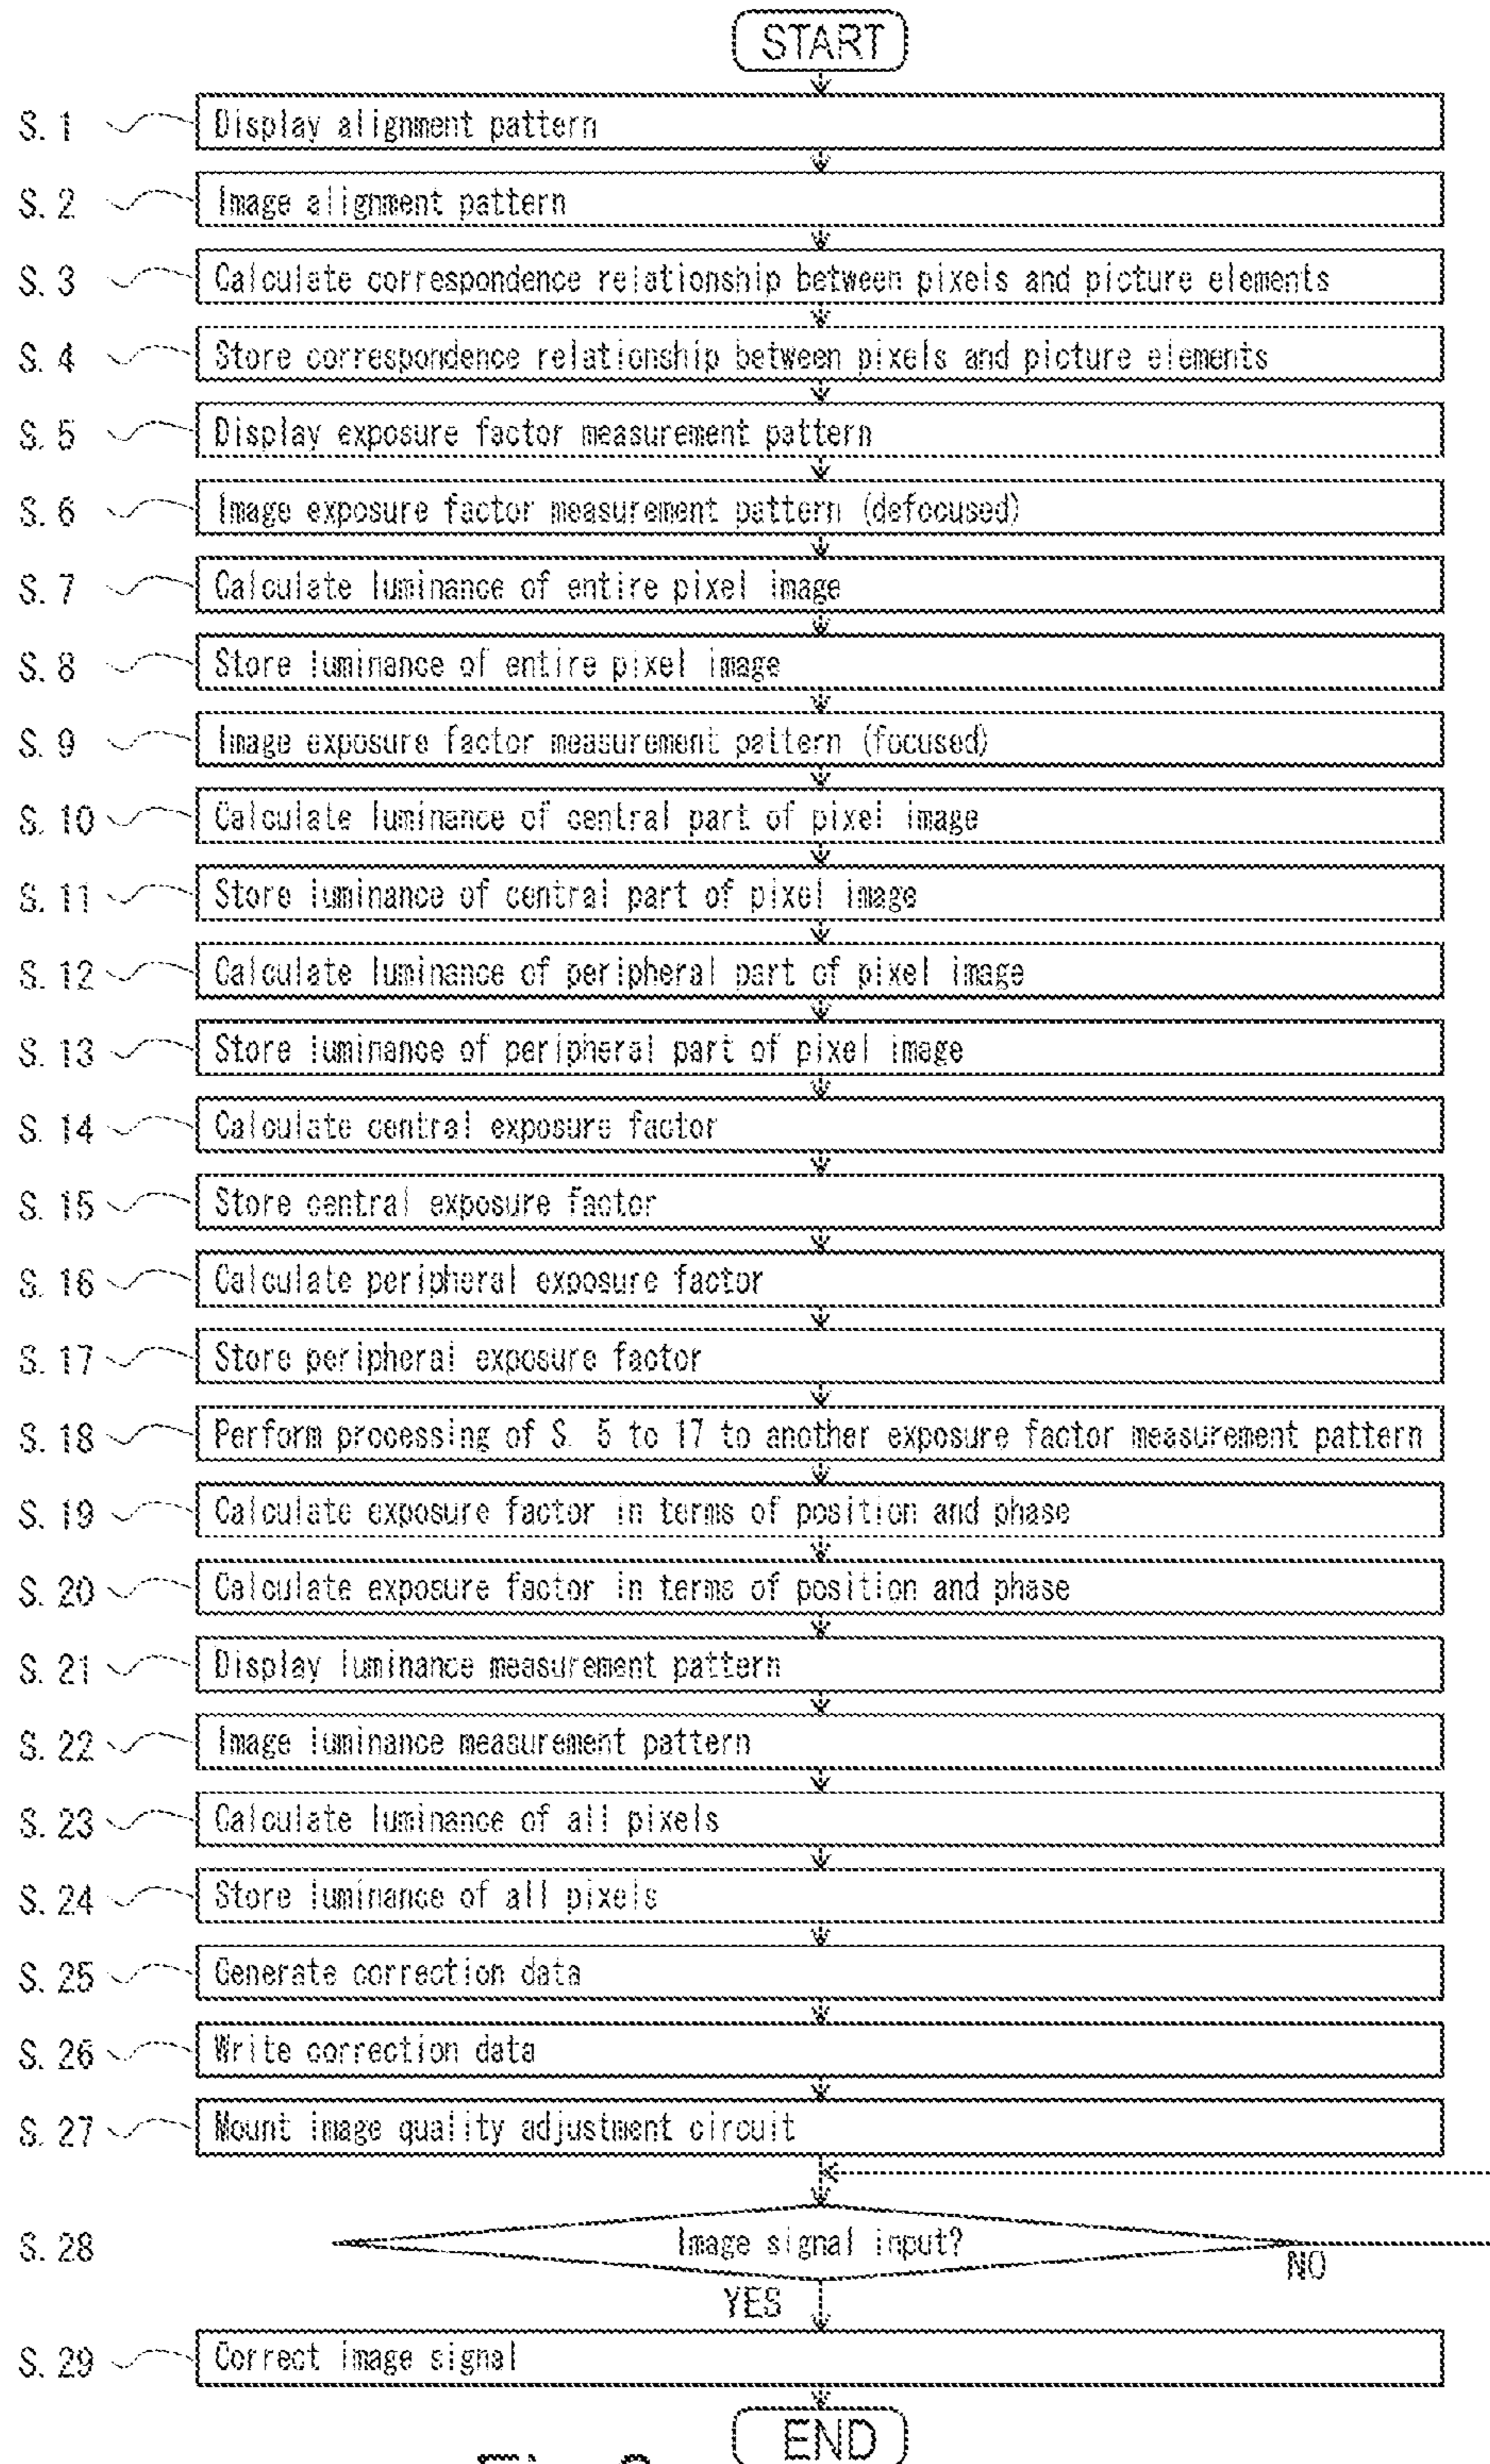 START
S. 1 Display alignment pattern
S. 2 Image alignment pattern
S. 3 Calculate correspondence relationship between pixels and picture elements
S. 4 Store correspondence relationship between pixels and picture elements
S. 5 Display exposure factor measurement pattern
S. 6 Image exposure factor measurement pattern (defocused)
S. 7 Calculate luminance of entire pixel image
S. 8 Store luminance of entire pixel image
S. 9 Image exposure factor measurement pattern (focused)
S. 10 Calculate luminance of central part of pixel image
S. 11 Store luminance of central part of pixel image
S. 12 Calculate luminance of peripheral part of pixel image
S. 13 Store luminance of peripheral part of pixel image
S. 14 Calculate central exposure factor
S. 15 Store central exposure factor
S. 16 Calculate peripheral exposure factor
S. 17 Store peripheral exposure factor
S. 18 Perform processing of S. 5 to 17 to another exposure factor measurement pattern
S. 19 Calculate exposure factor in terms of position and phase
S. 20 Calculate exposure factor in terms of position and phase
S. 21 Display luminance measurement pattern
S. 22 Image luminance measurement pattern
S. 23 Calculate luminance of all pixels
S. 24 Store luminance of all pixels
S. 25 Generate correction data
S. 26 Write correction data
S. 27 Mount image quality adjustment circuit
S. 28 Image signal input?
NO
YES
S. 29 Correct image signal
END